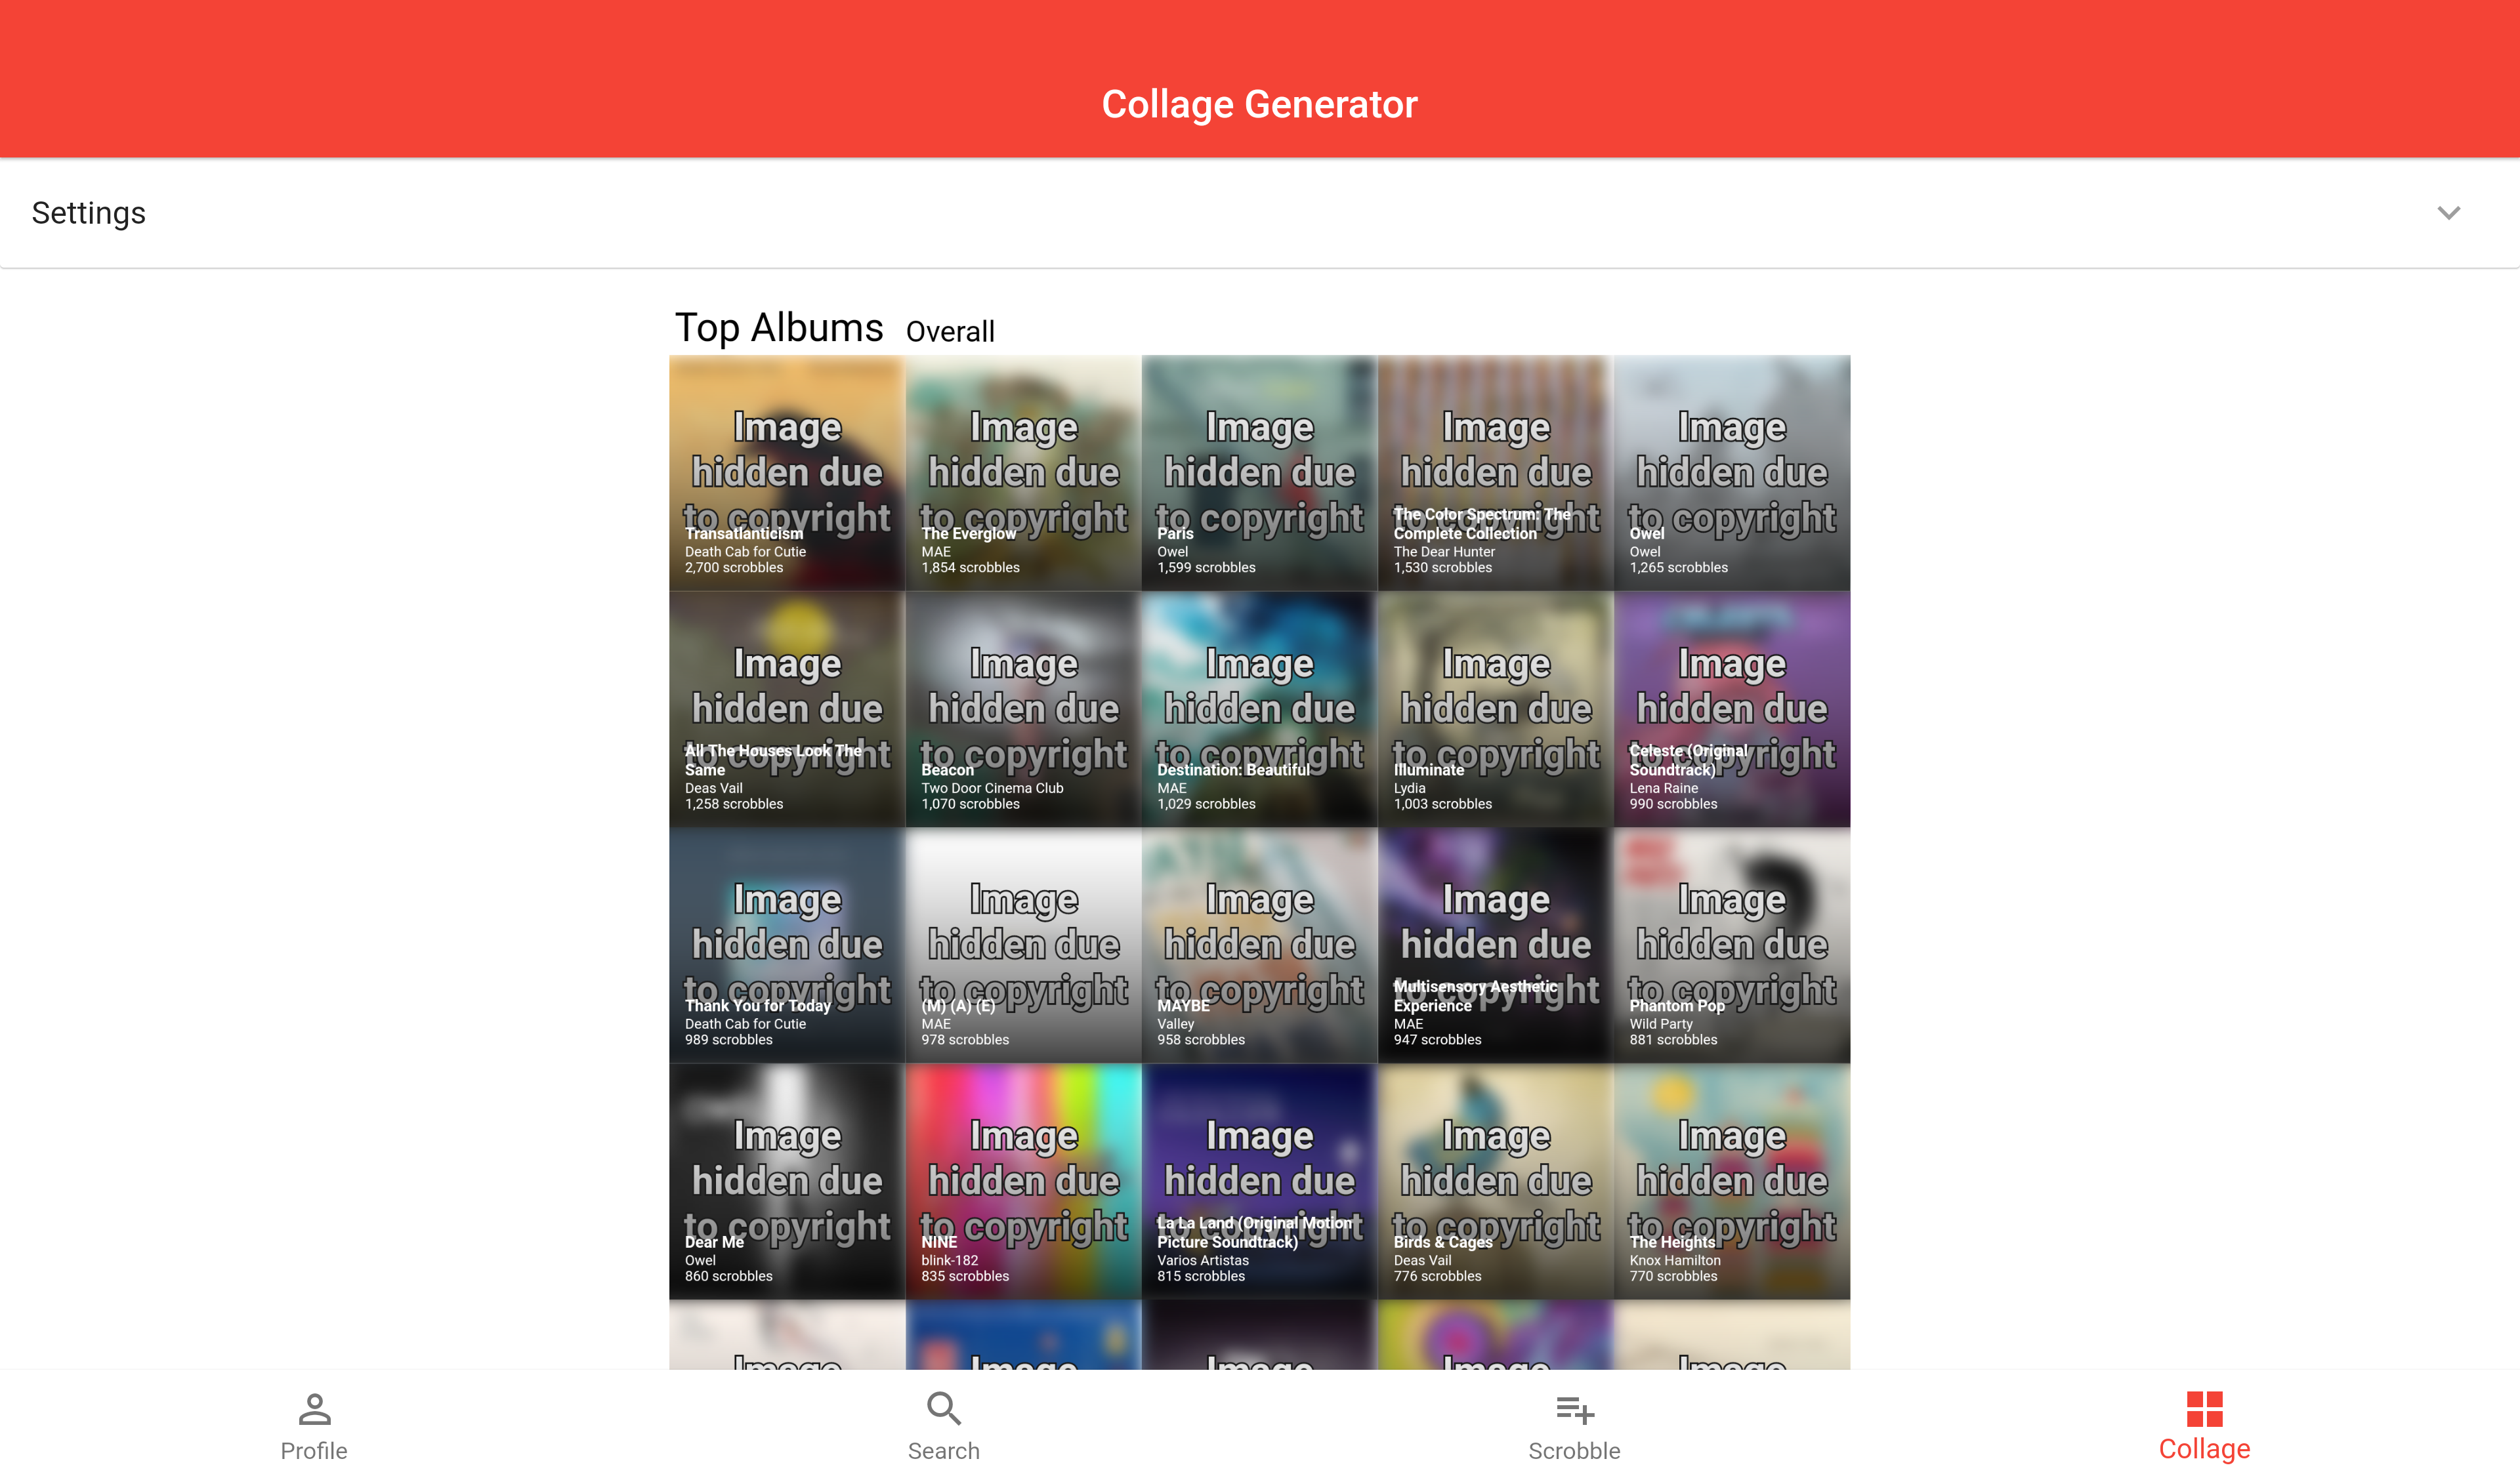 Collage Generator
Settings
Top Albums Overall
Image
hidden due
to copyright
Transatlanticism
Death Cab for Cutie
2,700 scrobbles
Image
hidden due
to copyright
The Everglow
MAE
1,854 scrobbles
Image
hidden due
to copyright
Paris
Owel
1,599 scrobbles
Image
hidden due
to copyright
The Color Spectrum: The
Complete Collection
The Dear Hunter
1,530 scrobbles
Image
hidden due
to copyright
Owel
Owel
1,265 scrobbles
Image
hidden due
to copyright
All The Houses Look The
Same
Deas Vail
1,258 scrobbles
Image
hidden due
to copyright
Beacon
Two Door Cinema Club
1,070 scrobbles
Image
hidden due
to copyright
Destination: Beautiful
MAE
1,029 scrobbles
Image
hidden due
to copyright
Illuminate
Lydia
1,003 scrobbles
Image
hidden due
to copyright
Celeste (Original
Soundtrack)
Lena Raine
990 scrobbles
Image
hidden due
to copyright
Thank You for Today
Death Cab for Cutie
989 scrobbles
Image
hidden due
to copyright
(M) (A) (E)
MAE
978 scrobbles
Image
hidden due
to copyright
MAYBE
Valley
958 scrobbles
Image
hidden due
to copyright
Multisensory Aesthetic
Experience
MAE
947 scrobbles
Image
hidden due
to copyright
Phantom Pop
Wild Party
881 scrobbles
Image
hidden due
to copyright
Dear Me
Owel
860 scrobbles
Image
hidden due
to copyright
NINE
blink-182
835 scrobbles
Image
hidden due
to copyright
La La Land (Original Motion
Picture Soundtrack)
Varios Artistas
815 scrobbles
Image
hidden due
to copyright
Birds & Cages
Deas Vail
776 scrobbles
Image
hidden due
to copyright
The Heights
Knox Hamilton
770 scrobbles
Image
Image
Image
Image
Image
Profile
Search
Scrobble
Collage